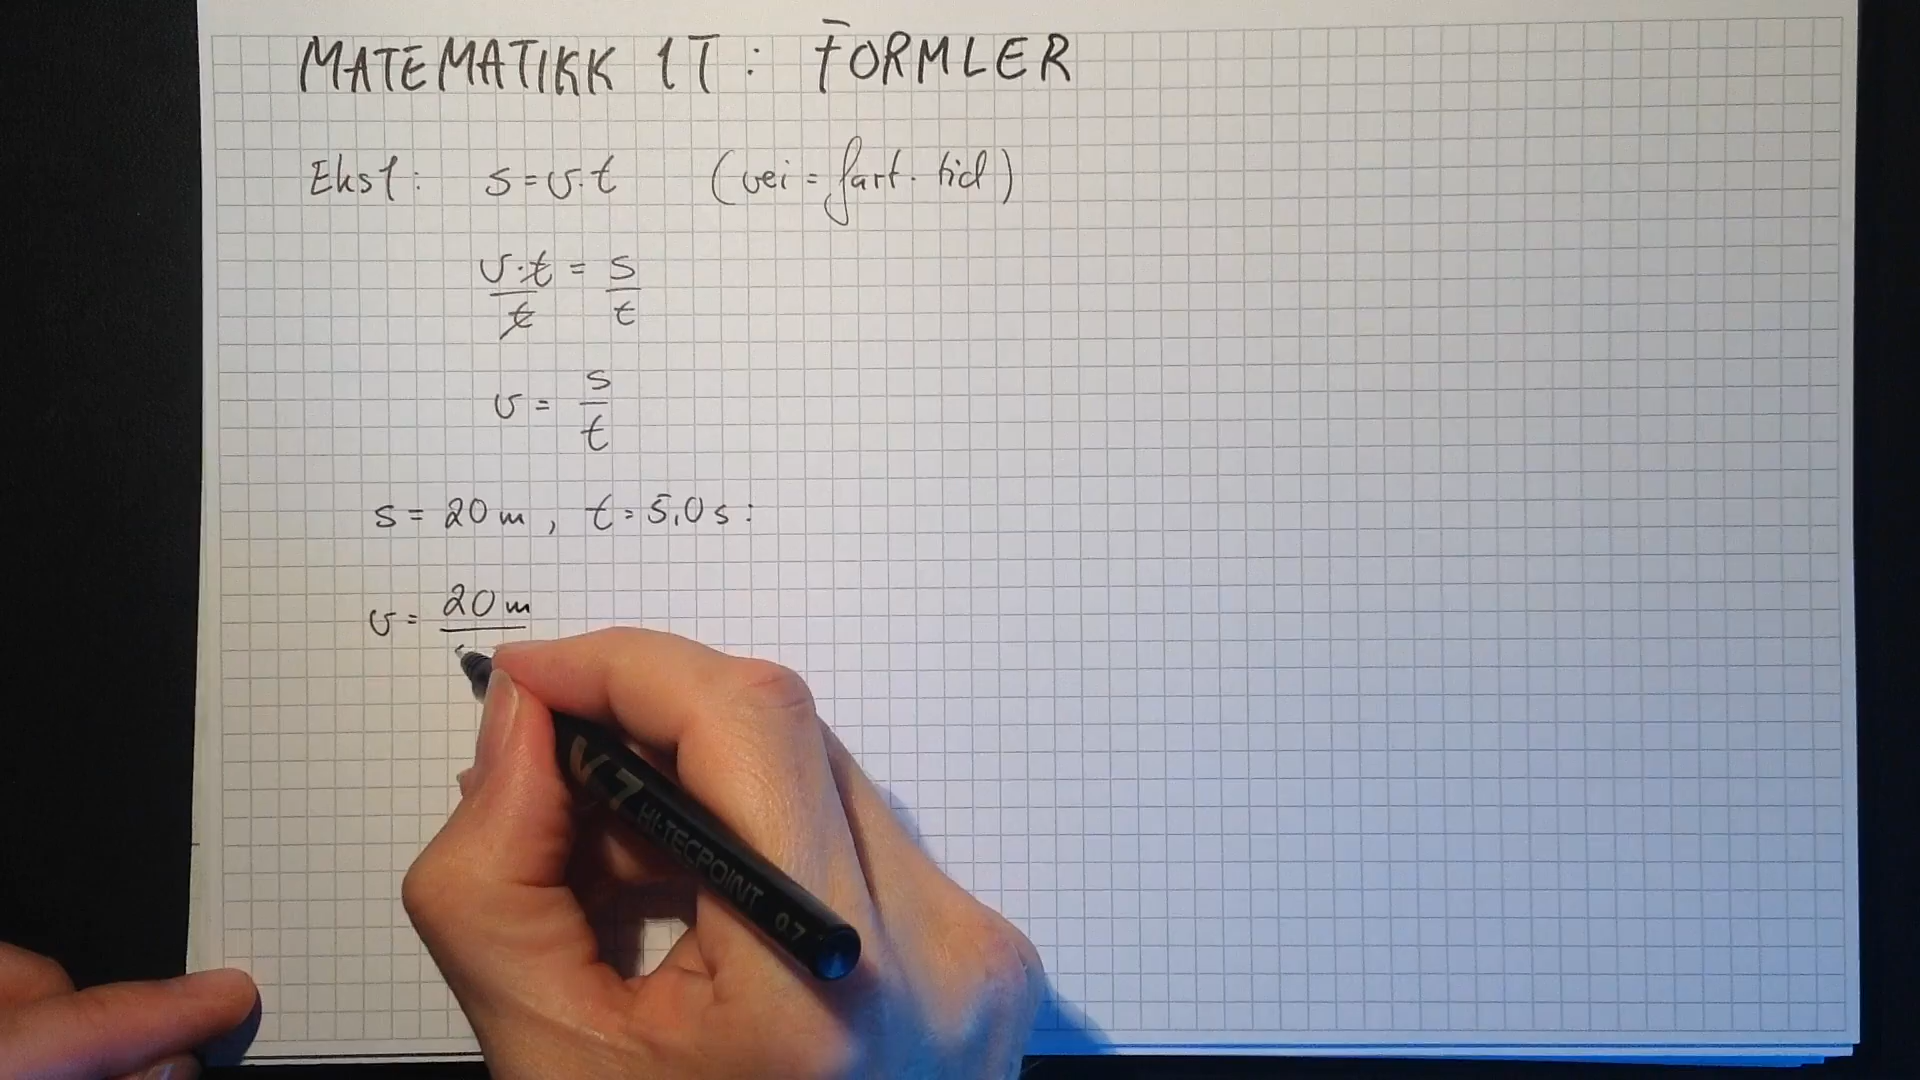 MATEMATIKK 1T: FORMLER
Eks1: s = v·t (vei = fart · tid)
v·t/t = s/t
v = s/t
s = 20 m, t = 5,0 s:
v = 20 m
V7 HI-TECPOINT 0.7